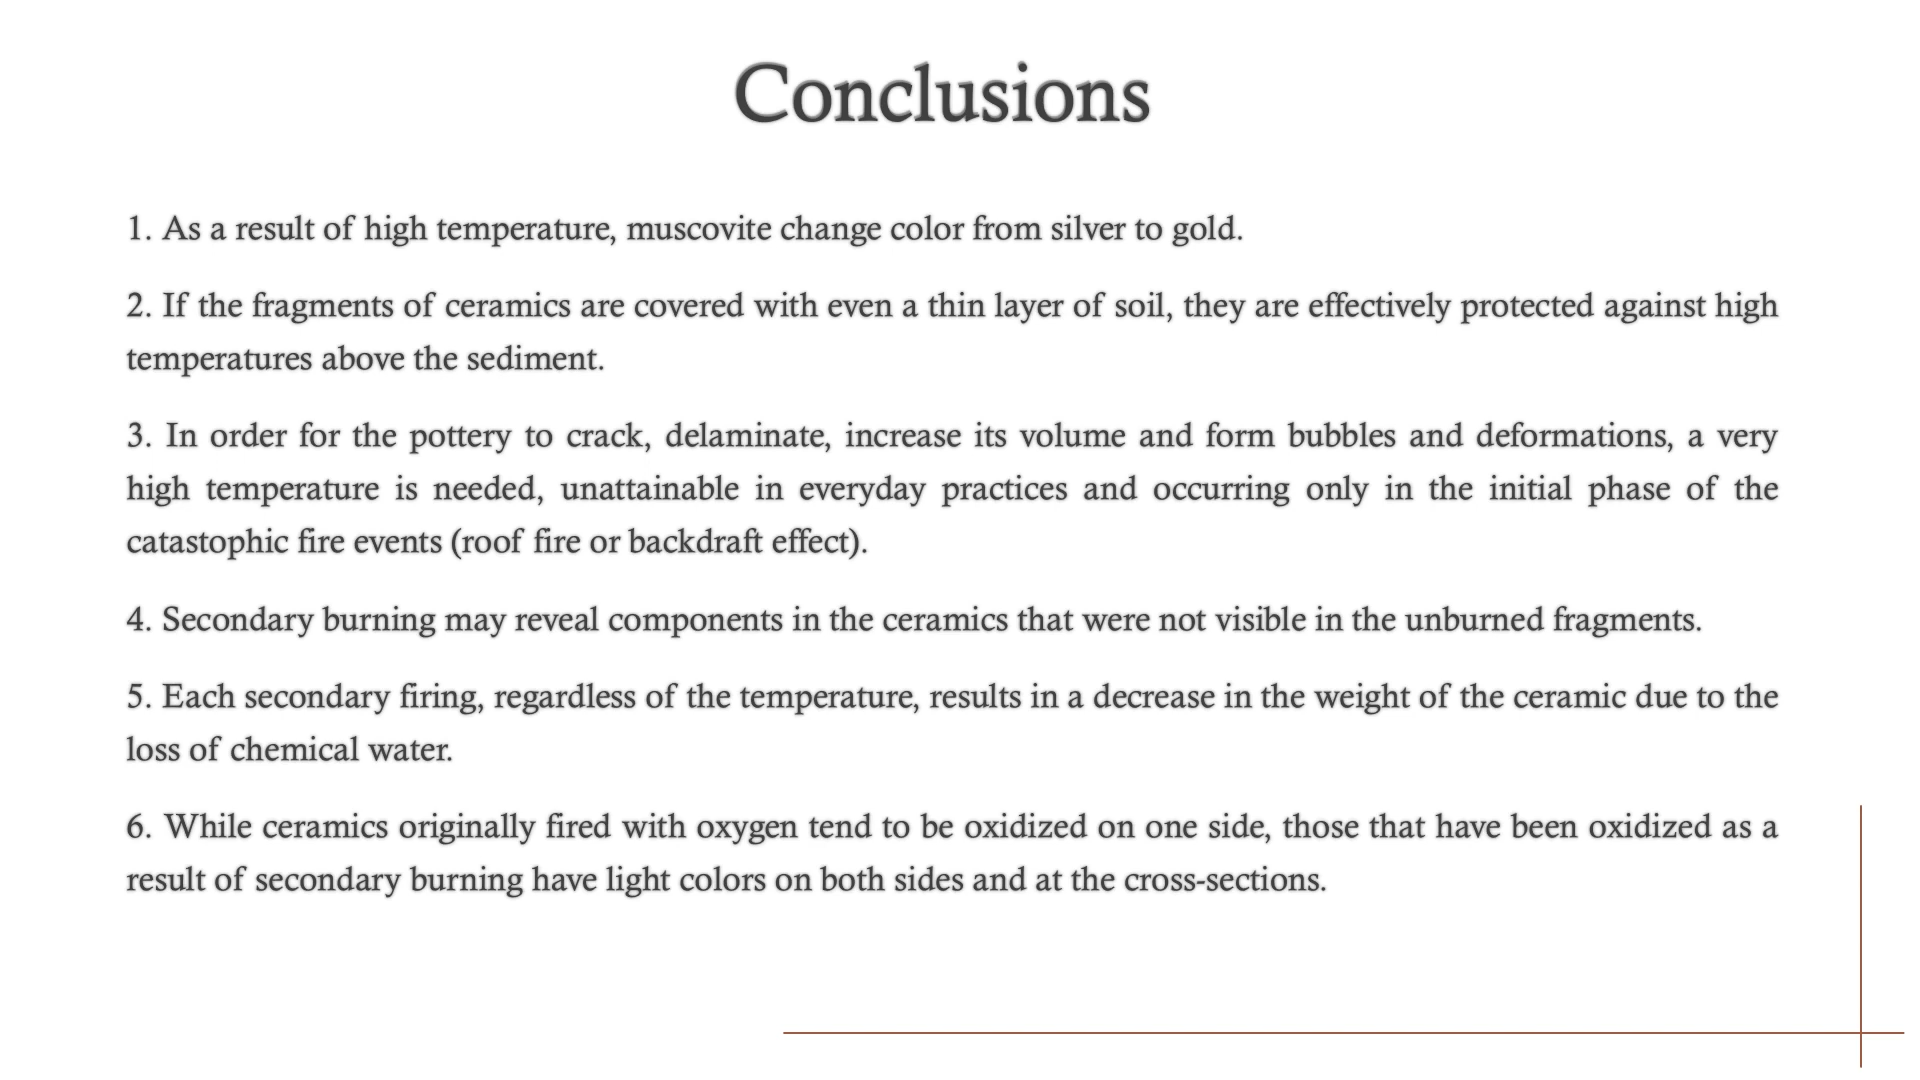 Conclusions
1. As a result of high temperature, muscovite change color from silver to gold.
2. If the fragments of ceramics are covered with even a thin layer of soil, they are effectively protected against high
temperatures above the sediment.
3. In order for the pottery to crack, delaminate, increase its volume and form bubbles and deformations, a very
high temperature is needed, unattainable in everyday practices and occurring only in the initial phase of the
catastophic fire events (roof fire or backdraft effect).
4. Secondary burning may reveal components in the ceramics that were not visible in the unburned fragments.
5. Each secondary firing, regardless of the temperature, results in a decrease in the weight of the ceramic due to the
loss of chemical water.
6. While ceramics originally fired with oxygen tend to be oxidized on one side, those that have been oxidized as a
result of secondary burning have light colors on both sides and at the cross-sections.